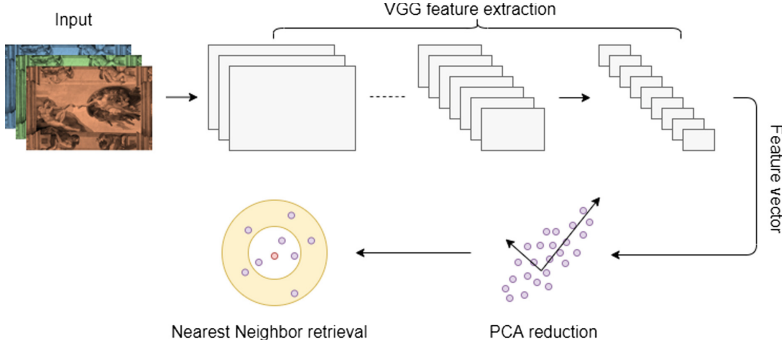 Input
VGG feature extraction
Feature vector
Nearest Neighbor retrieval
PCA reduction